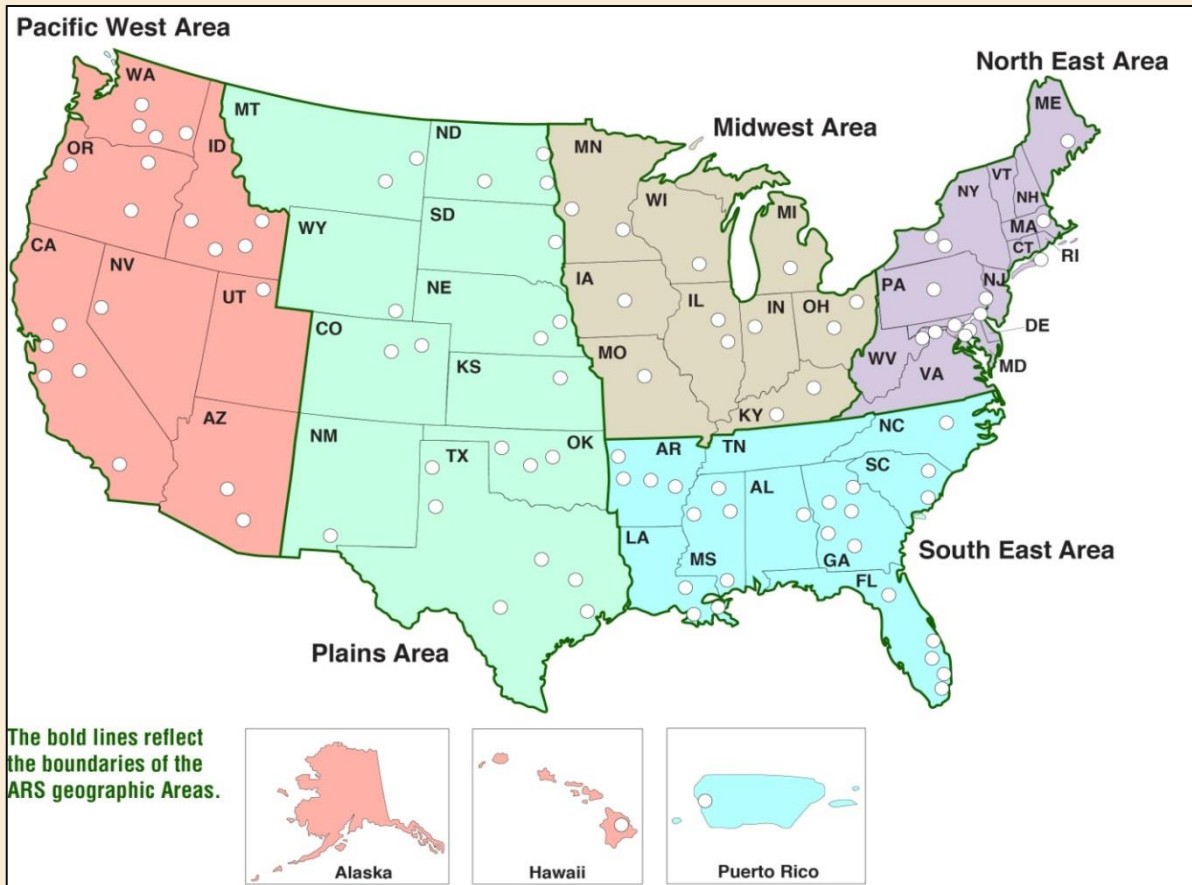 Pacific West Area
North East Area
WA
ME
MT
ND
Midwest Area
MN
OR
ID
VT
NY
WI
MI
NH
SD
WY
MA
CA
CT
RI
NV
IA
NE
PA
NJ
UT
IL
IN
OH
CO
DE
MO
WV
MD
KS
VA
AZ
KY
NC
NM
TX
OK
AR
TN
SC
AL
LA
South East Area
MS
GA
FL
Plains Area
The bold lines reflect
the boundaries of the
ARS geographic Areas.
Alaska
Hawaii
Puerto Rico